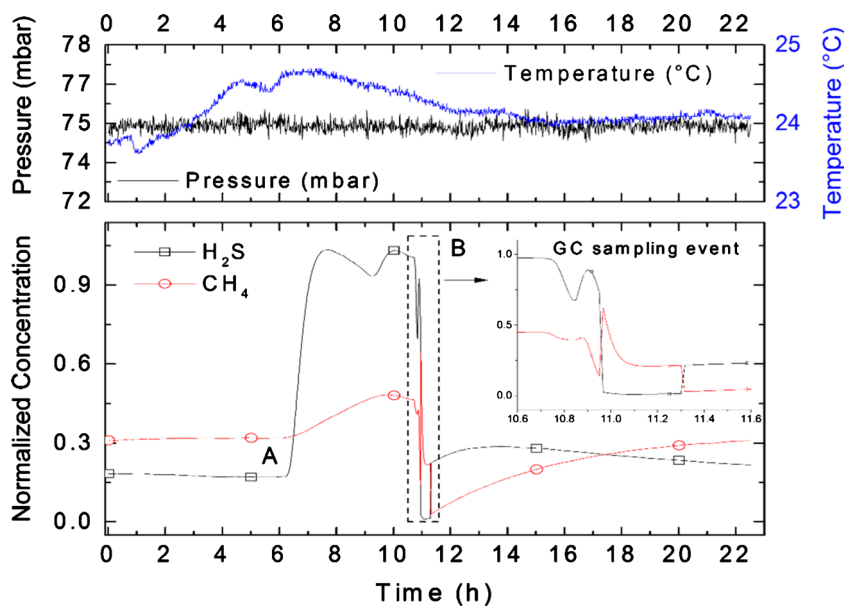 0 2 4 6 8 10 12 14 16 18 20 22
78 77 75 74 72
Pressure (mbar)
25 24 23
Temperature (°C)
Temperature (°C)
Pressure (mbar)
0.9 0.6 0.3 0.0
Normalized Concentration
H₂S
CH₄
A
B
GC sampling event
1.0
0.5
0.0
10.6 10.8 11.0 11.2 11.4 11.6
0 2 4 6 8 10 12 14 16 18 20 22
Time (h)